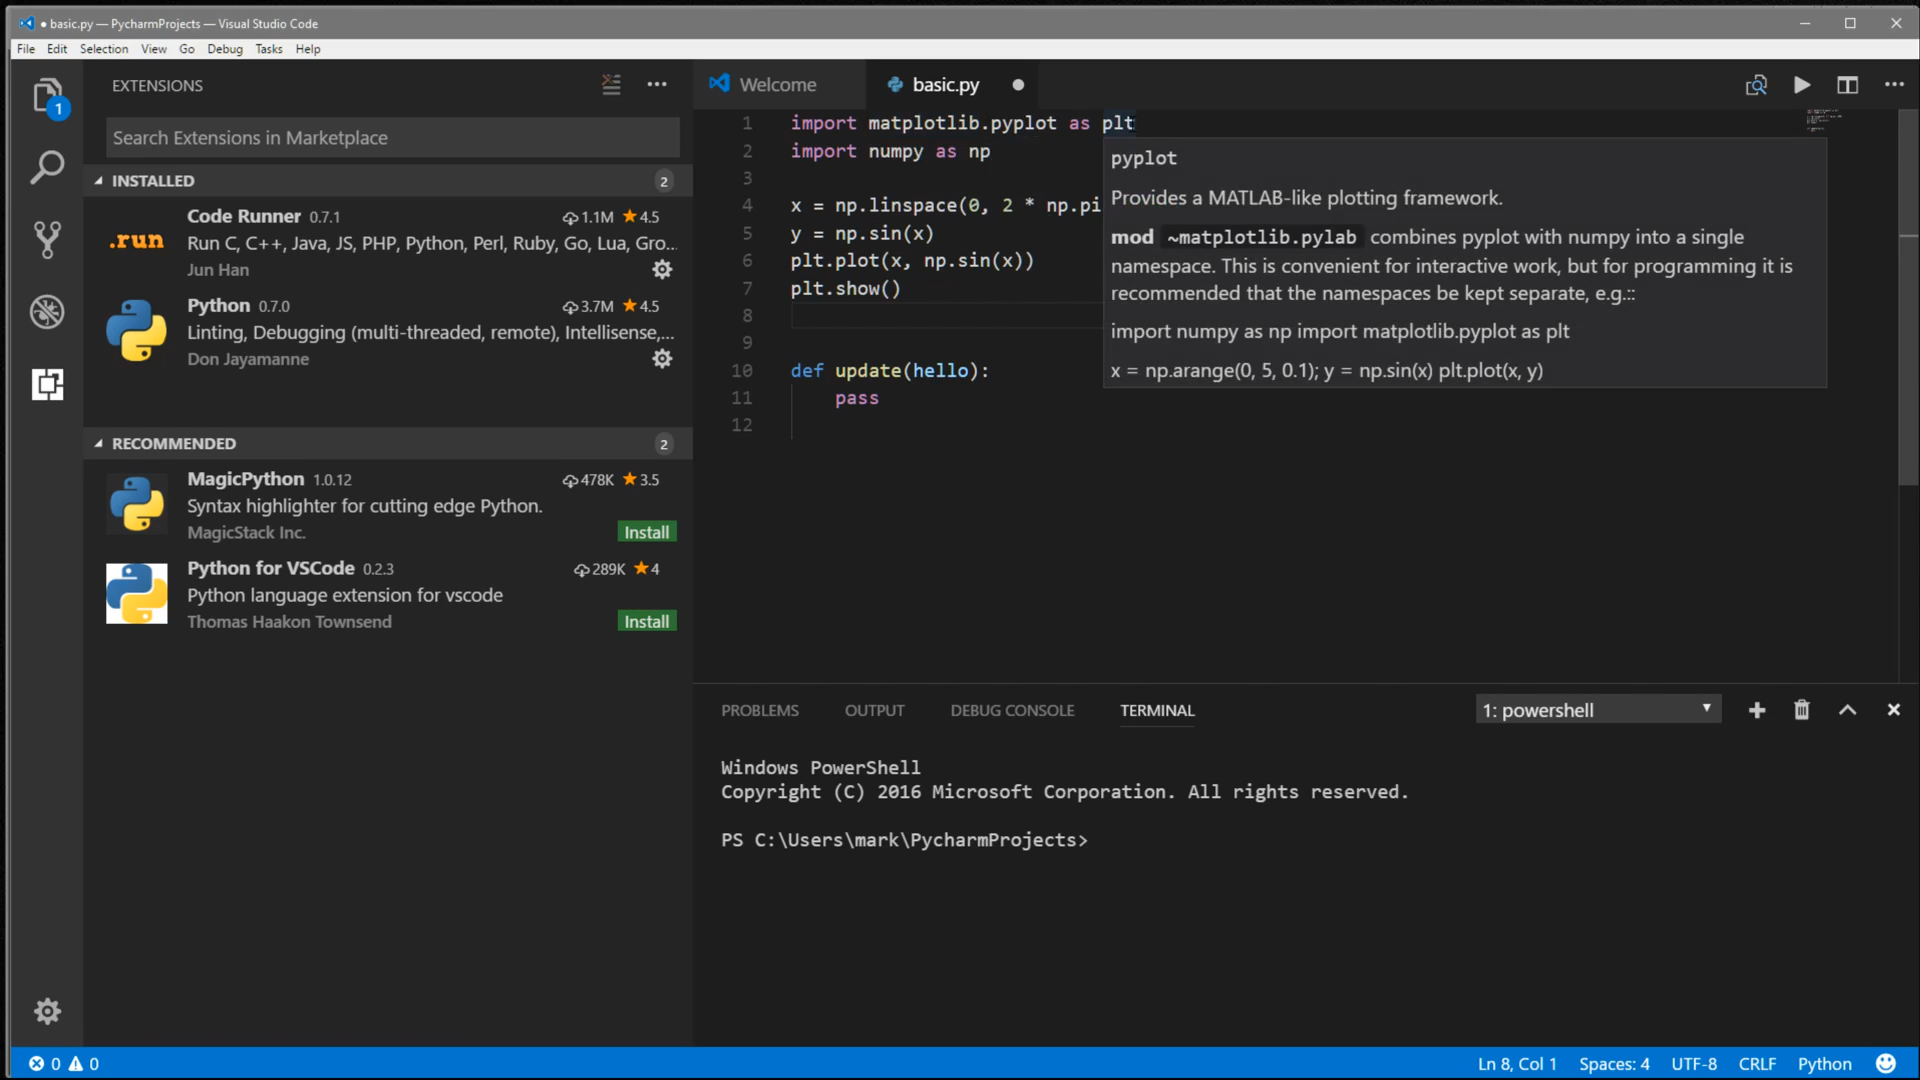 ● basic.py — PycharmProjects — Visual Studio Code
File Edit Selection View Go Debug Tasks Help
1
EXTENSIONS
Search Extensions in Marketplace
INSTALLED 2
.run
Code Runner 0.7.1 1.1M 4.5
Run C, C++, Java, JS, PHP, Python, Perl, Ruby, Go, Lua, Gro...
Jun Han
Python 0.7.0 3.7M 4.5
Linting, Debugging (multi-threaded, remote), Intellisense,...
Don Jayamanne
RECOMMENDED 2
MagicPython 1.0.12 478K 3.5
Syntax highlighter for cutting edge Python.
MagicStack Inc. Install
Python for VSCode 0.2.3 289K 4
Python language extension for vscode
Thomas Haakon Townsend Install
Welcome basic.py
1 import matplotlib.pyplot as plt
2 import numpy as np
3
4 x = np.linspace(0, 2 * np.pi
5 y = np.sin(x)
6 plt.plot(x, np.sin(x))
7 plt.show()
8
9
10 def update(hello):
11 pass
12
pyplot
Provides a MATLAB-like plotting framework.
mod ~matplotlib.pylab combines pyplot with numpy into a single
namespace. This is convenient for interactive work, but for programming it is
recommended that the namespaces be kept separate, e.g.::
import numpy as np import matplotlib.pyplot as plt
x = np.arange(0, 5, 0.1); y = np.sin(x) plt.plot(x, y)
PROBLEMS OUTPUT DEBUG CONSOLE TERMINAL 1: powershell
Windows PowerShell
Copyright (C) 2016 Microsoft Corporation. All rights reserved.
PS C:\Users\mark\PycharmProjects>
0 0 Ln 8, Col 1 Spaces: 4 UTF-8 CRLF Python